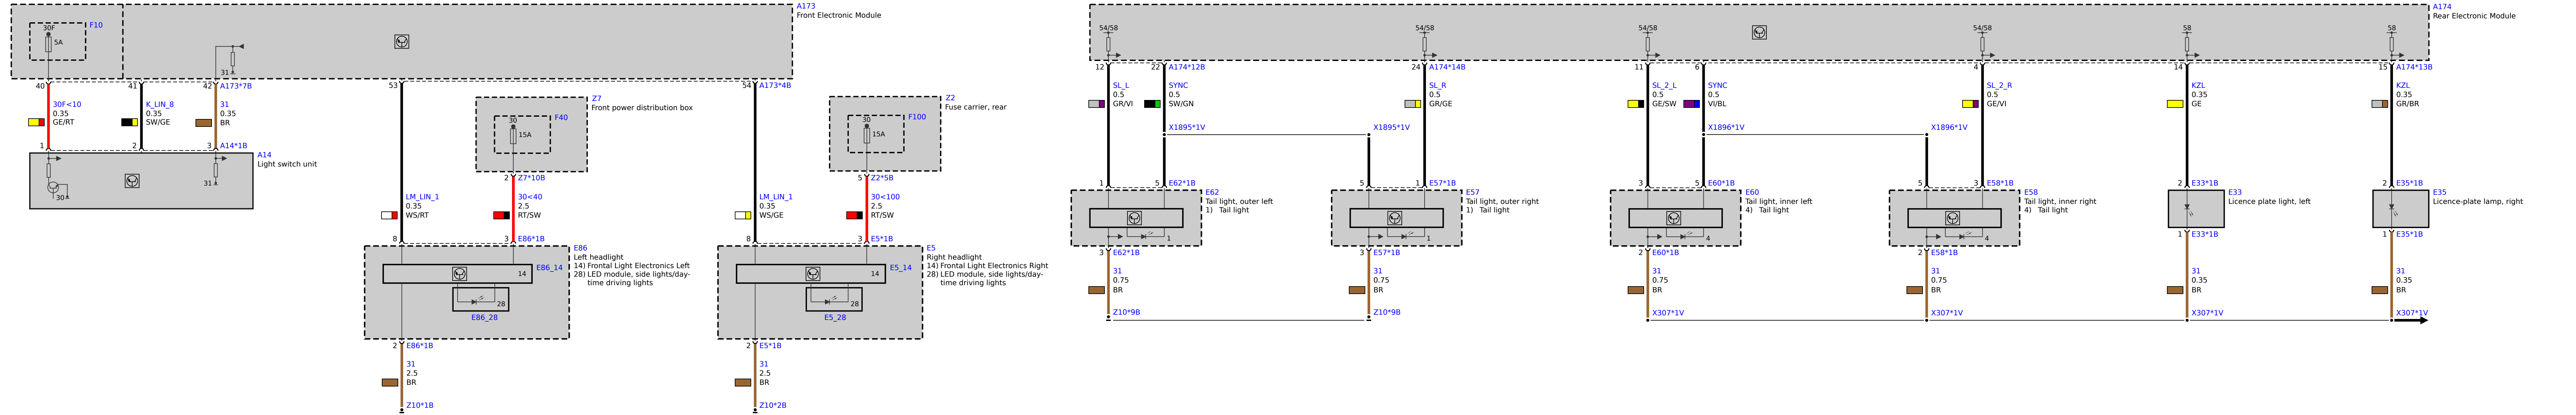 A173
Front Electronic Module
F10
30F
5A
31
40
41
42
A173*7B
53
54
A173*4B
30F<10
0.35
GE/RT
K_LIN_8
0.35
SW/GE
31
0.35
BR
1
2
3
A14*1B
A14
Light switch unit
30
31
Z7
Front power distribution box
F40
30
15A
2
Z7*10B
Z2
Fuse carrier, rear
F100
30
15A
5
Z2*5B
LM_LIN_1
0.35
WS/RT
30<40
2.5
RT/SW
LM_LIN_1
0.35
WS/GE
30<100
2.5
RT/SW
8
3
E86*1B
8
3
E5*1B
E86
Left headlight
14) Frontal Light Electronics Left
28) LED module, side lights/day-
time driving lights
E86_14
14
28
E86_28
E5
Right headlight
14) Frontal Light Electronics Right
28) LED module, side lights/day-
time driving lights
E5_14
14
28
E5_28
2
E86*1B
2
E5*1B
31
2.5
BR
31
2.5
BR
Z10*1B
Z10*2B
A174
Rear Electronic Module
54/58
54/58
54/58
54/58
58
58
12
22
A174*12B
24
A174*14B
11
6
4
14
15
A174*13B
SL_L
0.5
GR/VI
SYNC
0.5
SW/GN
SL_R
0.5
GR/GE
SL_2_L
0.5
GE/SW
SYNC
0.5
VI/BL
SL_2_R
0.5
GE/VI
KZL
0.35
GE
KZL
0.35
GR/BR
X1895*1V
X1895*1V
X1896*1V
X1896*1V
1
5
E62*1B
5
1
E57*1B
3
5
E60*1B
5
3
E58*1B
2
E33*1B
2
E35*1B
E62
Tail light, outer left
1) Tail light
1
E57
Tail light, outer right
1) Tail light
1
E60
Tail light, inner left
4) Tail light
4
E58
Tail light, inner right
4) Tail light
4
E33
Licence plate light, left
E35
Licence-plate lamp, right
3
E62*1B
3
E57*1B
2
E60*1B
2
E58*1B
1
E33*1B
1
E35*1B
31
0.75
BR
31
0.75
BR
31
0.75
BR
31
0.75
BR
31
0.35
BR
31
0.35
BR
Z10*9B
Z10*9B
X307*1V
X307*1V
X307*1V
X307*1V